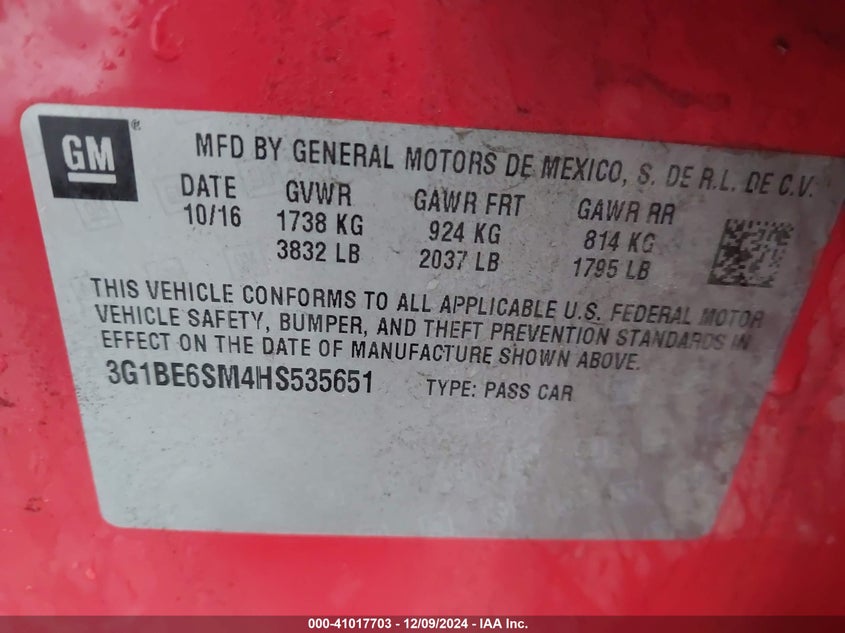 GM ®
MFD BY GENERAL MOTORS DE MEXICO, S. DE R.L. DE C.V.
DATE GVWR GAWR FRT GAWR RR
10/16 1738 KG 924 KG 814 KG
3832 LB 2037 LB 1795 LB
THIS VEHICLE CONFORMS TO ALL APPLICABLE U.S. FEDERAL MOTOR
VEHICLE SAFETY, BUMPER, AND THEFT PREVENTION STANDARDS IN
EFFECT ON THE DATE OF MANUFACTURE SHOWN ABOVE.
3G1BE6SM4HS535651 TYPE: PASS CAR
000-41017703 - 12/09/2024 - IAA Inc.